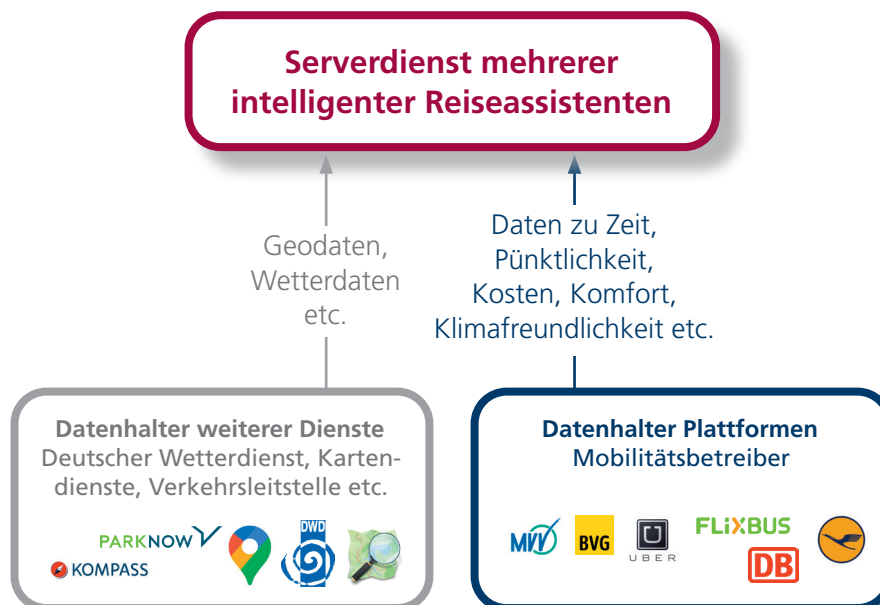 Serverdienst mehrerer
intelligenter Reiseassistenten
Geodaten,
Wetterdaten
etc.
Daten zu Zeit,
Pünktlichkeit,
Kosten, Komfort,
Klimafreundlichkeit etc.
Datenhalter weiterer Dienste
Deutscher Wetterdienst, Karten-
dienste, Verkehrsleitstelle etc.
PARKNOW
KOMPASS
DWD
Datenhalter Plattformen
Mobilitätsbetreiber
MVV
BVG
UBER
FLiXBUS
DB